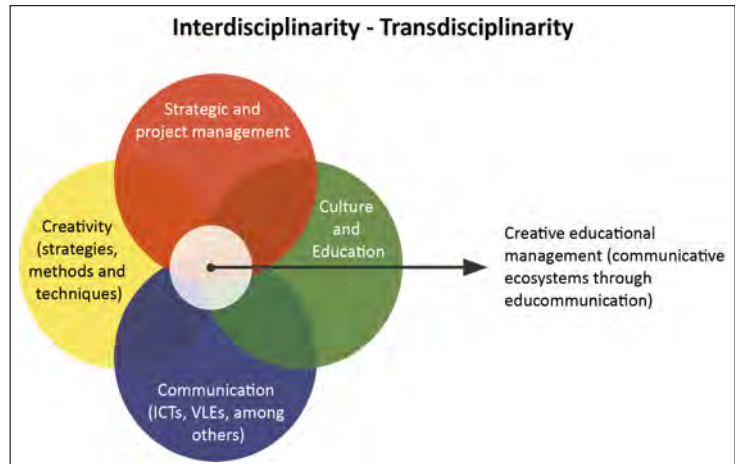 Interdisciplinarity - Transdisciplinarity
Strategic and
project management
Creativity
(strategies,
methods and
techniques)
Culture
and
Education
Creative educational
management (communicative
ecosystems through
educommunication)
Communication
(ICTs, VLEs, among
others)